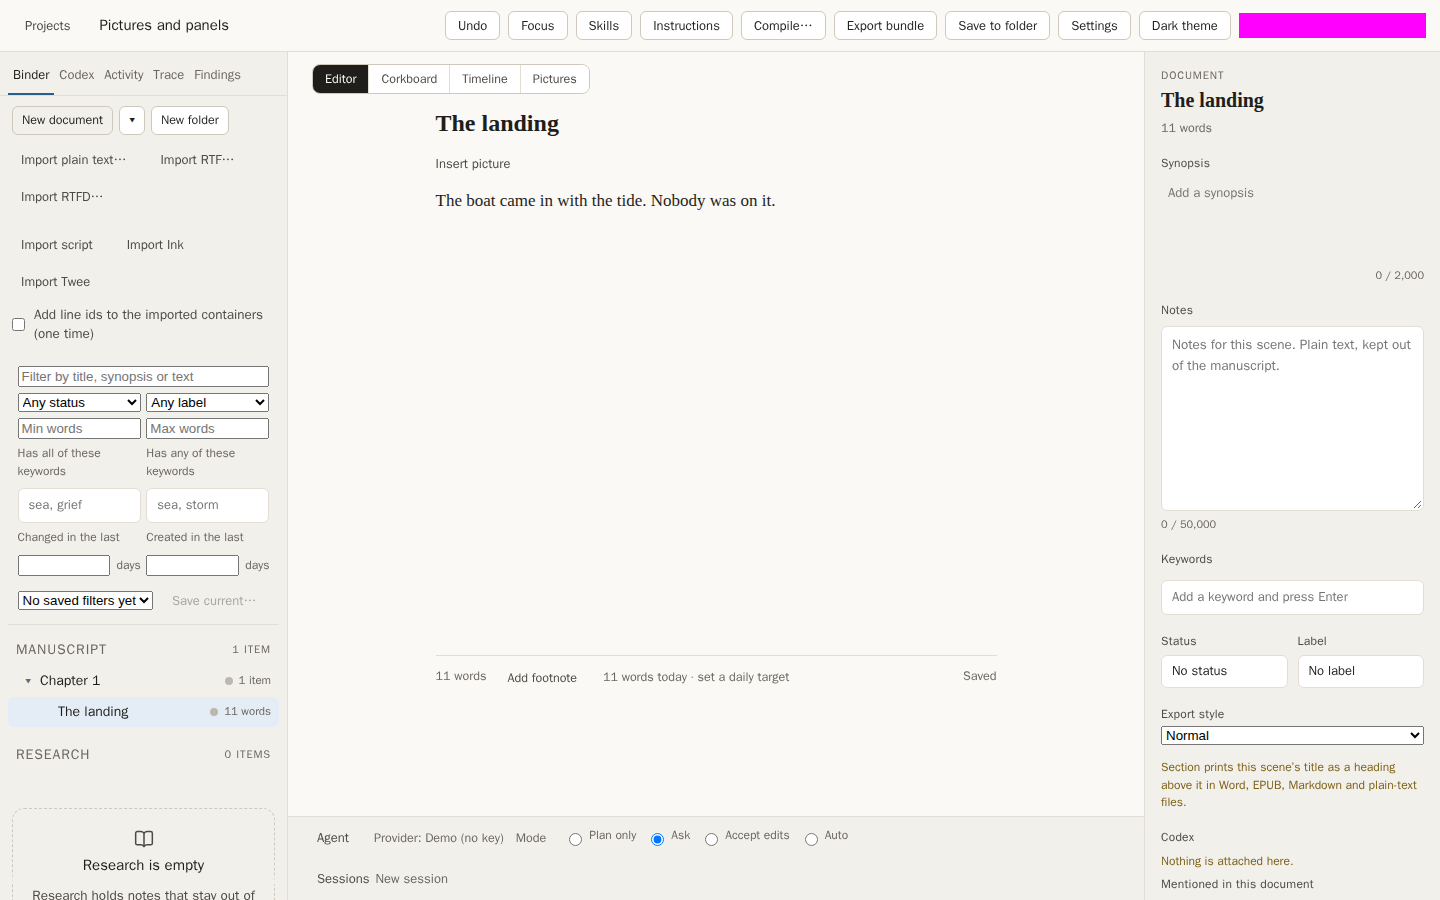 Projects
Pictures and panels
Undo
Focus
Skills
Instructions
Compile···
Export bundle
Save to folder
Settings
Dark theme
Binder
Codex
Activity
Trace
Findings
New document
▾
New folder
Import plain text···
Import RTF···
Import RTFD···
Import script
Import Ink
Import Twee
Add line ids to the imported containers
(one time)
Filter by title, synopsis or text
Any status
Any label
Min words
Max words
Has all of these
keywords
Has any of these
keywords
sea, grief
sea, storm
Changed in the last
Created in the last
days
days
No saved filters yet
Save current···
MANUSCRIPT
1 ITEM
Chapter 1
1 item
The landing
11 words
RESEARCH
0 ITEMS
Research is empty
Research holds notes that stay out of
Editor
Corkboard
Timeline
Pictures
The landing
Insert picture
The boat came in with the tide. Nobody was on it.
11 words
Add footnote
11 words today · set a daily target
Saved
Agent
Provider: Demo (no key)
Mode
Plan only
Ask
Accept edits
Auto
Sessions
New session
DOCUMENT
The landing
11 words
Synopsis
Add a synopsis
0 / 2,000
Notes
Notes for this scene. Plain text, kept out
of the manuscript.
0 / 50,000
Keywords
Add a keyword and press Enter
Status
Label
No status
No label
Export style
Normal
Section prints this scene's title as a heading
above it in Word, EPUB, Markdown and plain-text
files.
Codex
Nothing is attached here.
Mentioned in this document